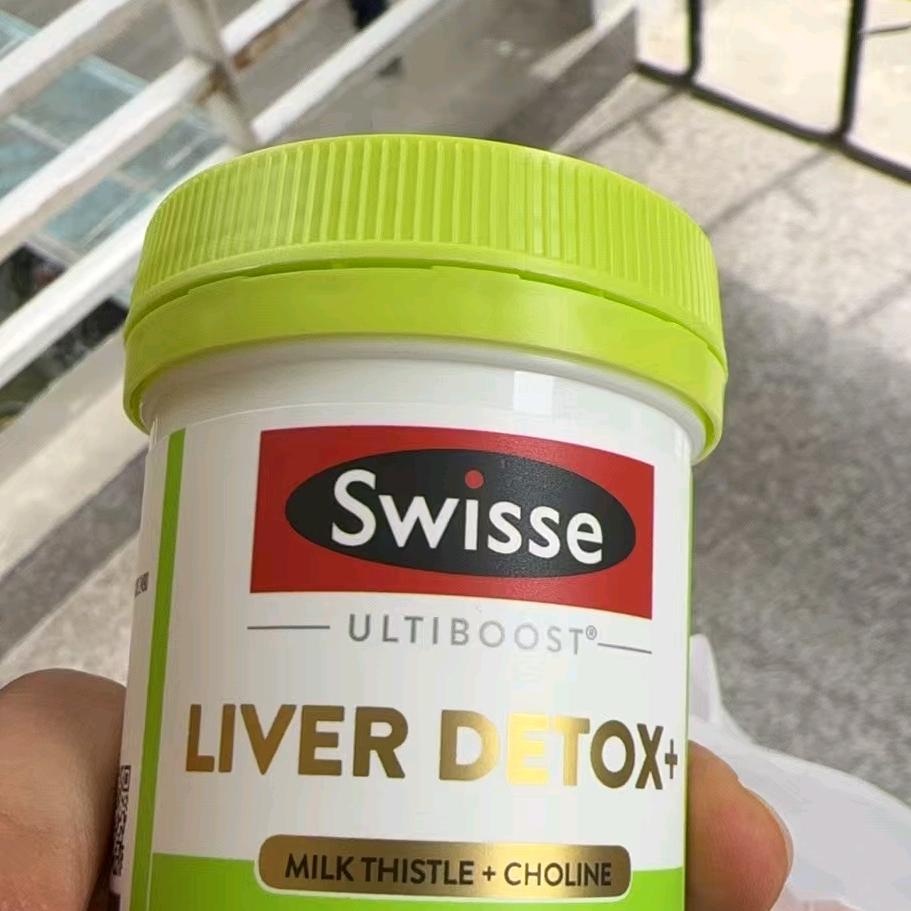 Swisse
ULTIBOOST®
LIVER DETOX+
MILK THISTLE + CHOLINE